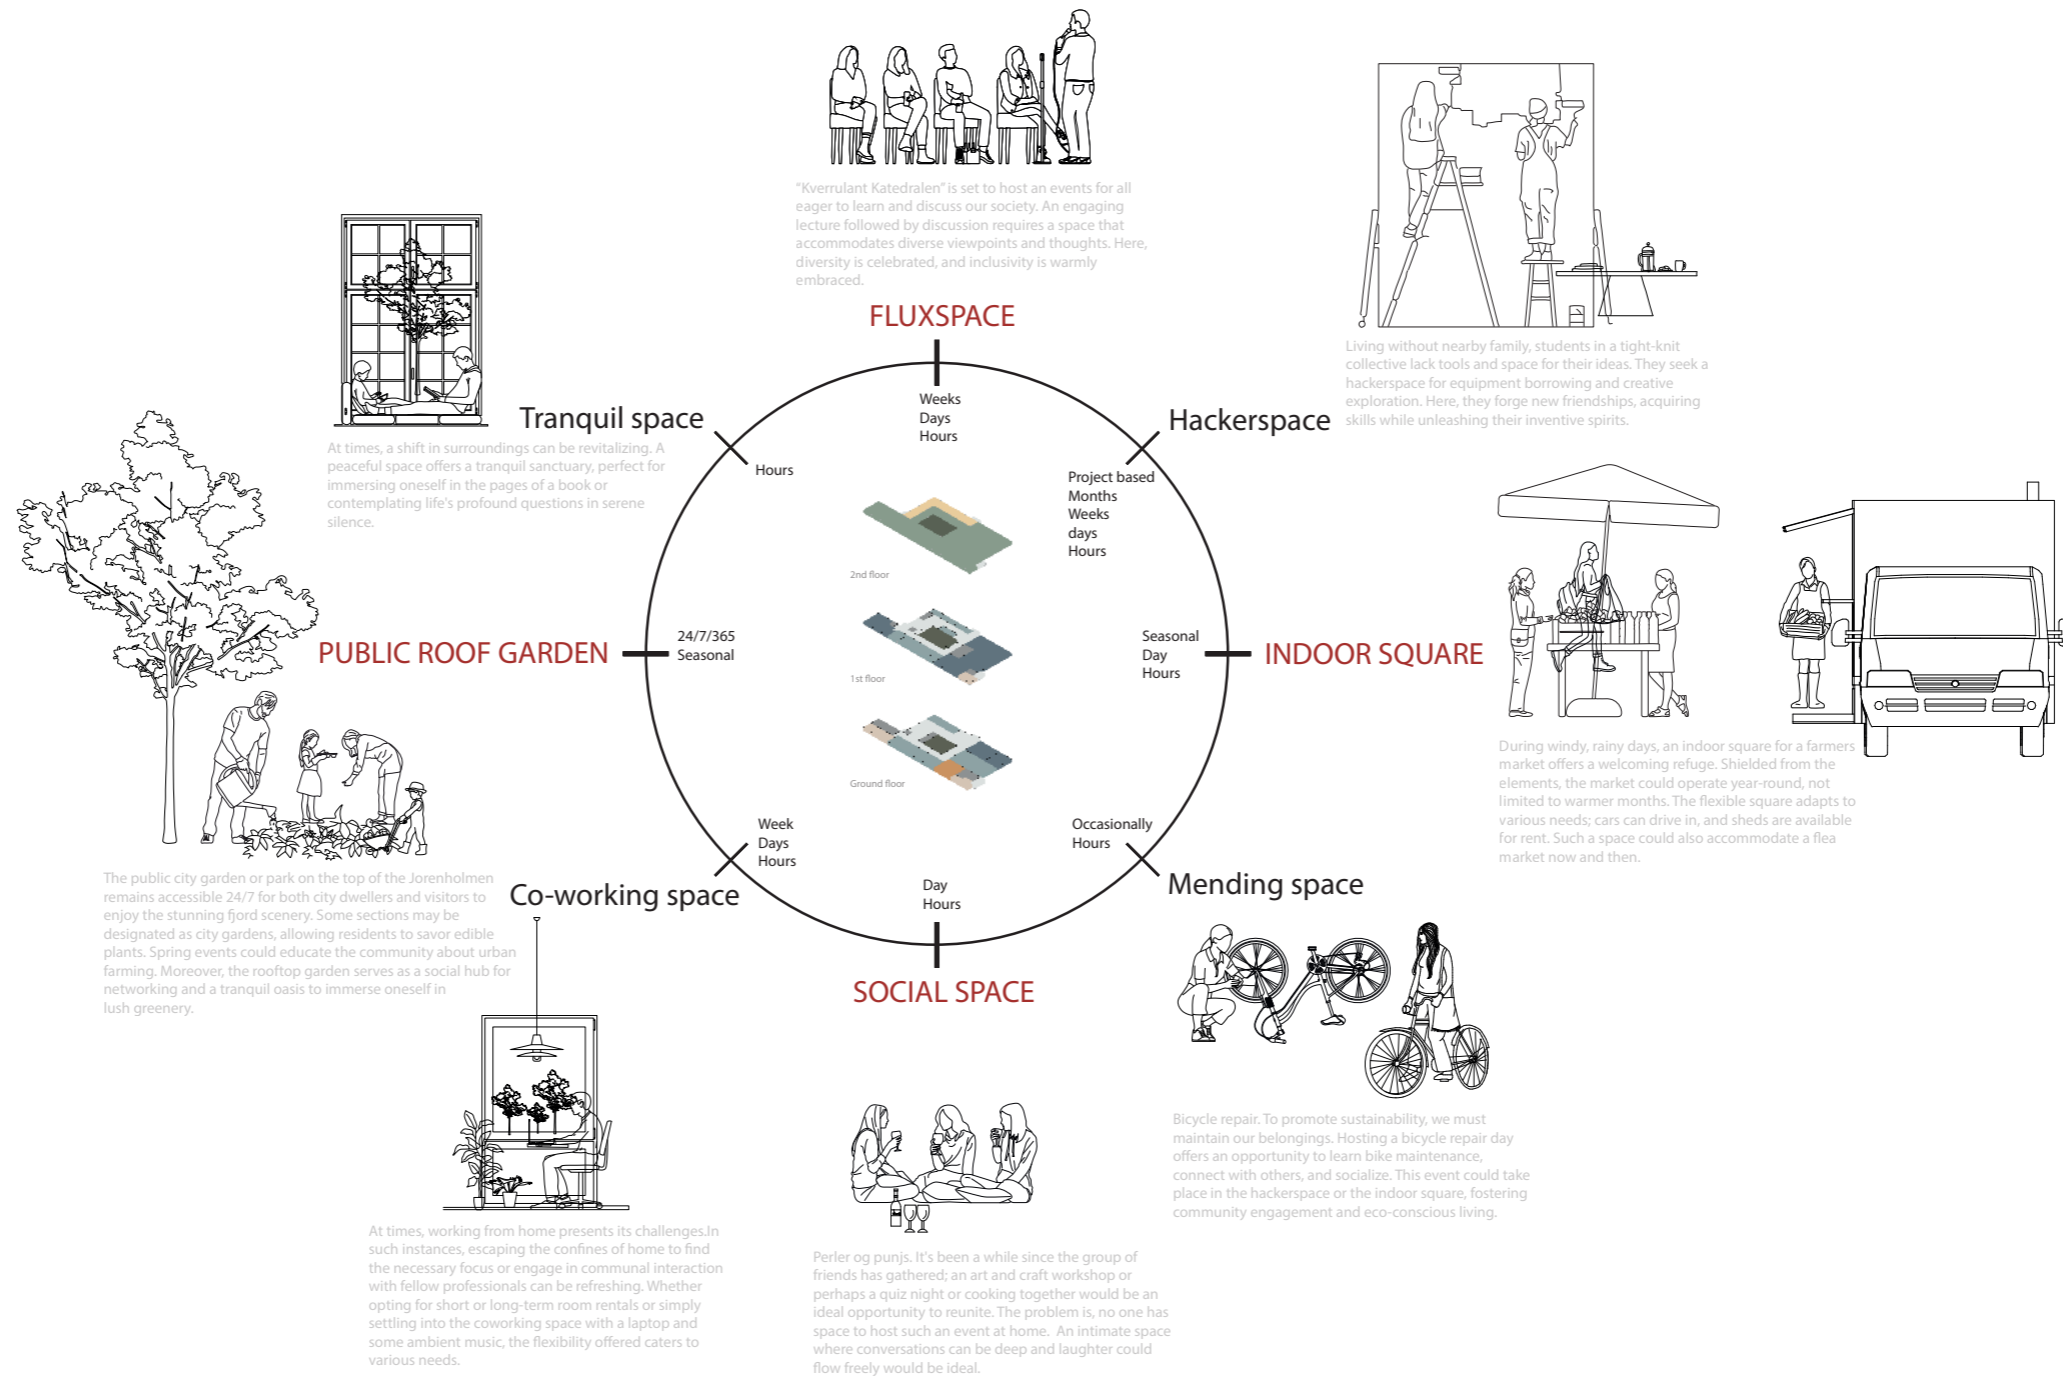 "Kverrulant Katedralen" is set to host an events for all
eager to learn and discuss our society. An engaging
lecture followed by discussion requires a space that
accommodates diverse viewpoints and thoughts. Here,
diversity is celebrated, and inclusivity is warmly
embraced.
FLUXSPACE
Weeks
Days
Hours
Living without nearby family, students in a tight-knit
collective lack tools and space for their ideas. They seek a
hackerspace for equipment borrowing and creative
exploration. Here, they forge new friendships, acquiring
skills while unleashing their inventive spirits.
Hackerspace
Project based
Months
Weeks
days
Hours
Tranquil space
Hours
At times, a shift in surroundings can be revitalizing. A
peaceful space offers a tranquil sanctuary, perfect for
immersing oneself in the pages of a book or
contemplating life's profound questions in serene
silence.
2nd floor
1st floor
Ground floor
PUBLIC ROOF GARDEN
24/7/365
Seasonal
Seasonal
Day
Hours
INDOOR SQUARE
During windy, rainy days, an indoor square for a farmers
market offers a welcoming refuge. Shielded from the
elements, the market could operate year-round, not
limited to warmer months. The flexible square adapts to
various needs; cars can drive in, and sheds are available
for rent. Such a space could also accommodate a flea
market now and then.
The public city garden or park on the top of the Jorenholmen
remains accessible 24/7 for both city dwellers and visitors to
enjoy the stunning fjord scenery. Some sections may be
designated as city gardens, allowing residents to savor edible
plants. Spring events could educate the community about urban
farming. Moreover, the rooftop garden serves as a social hub for
networking and a tranquil oasis to immerse oneself in
lush greenery.
Week
Days
Hours
Co-working space
Day
Hours
SOCIAL SPACE
Occasionally
Hours
Mending space
Bicycle repair. To promote sustainability, we must
maintain our belongings. Hosting a bicycle repair day
offers an opportunity to learn bike maintenance,
connect with others, and socialize. This event could take
place in the hackerspace or the indoor square, fostering
community engagement and eco-conscious living.
At times, working from home presents its challenges.In
such instances, escaping the confines of home to find
the necessary focus or engage in communal interaction
with fellow professionals can be refreshing. Whether
opting for short or long-term room rentals or simply
settling into the coworking space with a laptop and
some ambient music, the flexibility offered caters to
various needs.
Perler og punjs. It's been a while since the group of
friends has gathered; an art and craft workshop or
perhaps a quiz night or cooking together would be an
ideal opportunity to reunite. The problem is, no one has
space to host such an event at home. An intimate space
where conversations can be deep and laughter could
flow freely would be ideal.